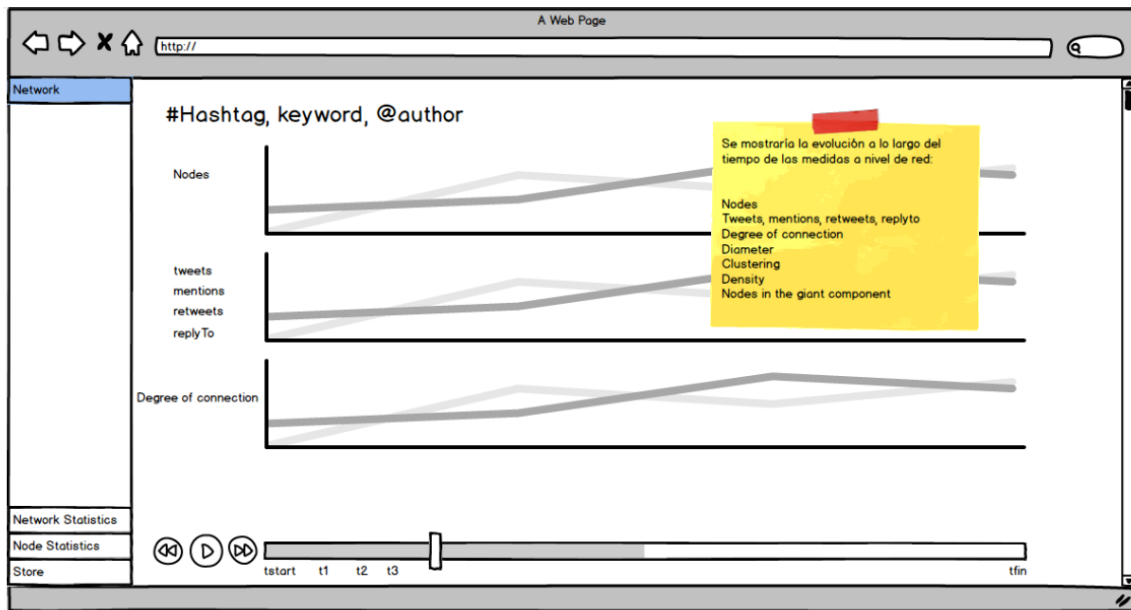 A Web Page
http://
Network
#Hashtag, keyword, @author
Se mostraría la evolución a lo largo del
tiempo de las medidas a nivel de red:
Nodes
Tweets, mentions, retweets, replyto
Degree of connection
Diameter
Clustering
Density
Nodes in the giant component
Nodes
tweets
mentions
retweets
replyTo
Degree of connection
Network Statistics
Node Statistics
Store
tstart t1 t2 t3 tfin